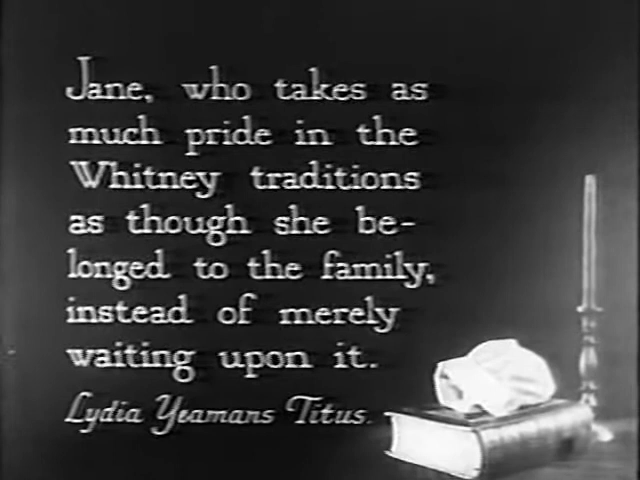 Jane, who takes as
much pride in the
Whitney traditions
as though she be-
longed to the family,
instead of merely
waiting upon it.
Lydia Yeamans Titus.